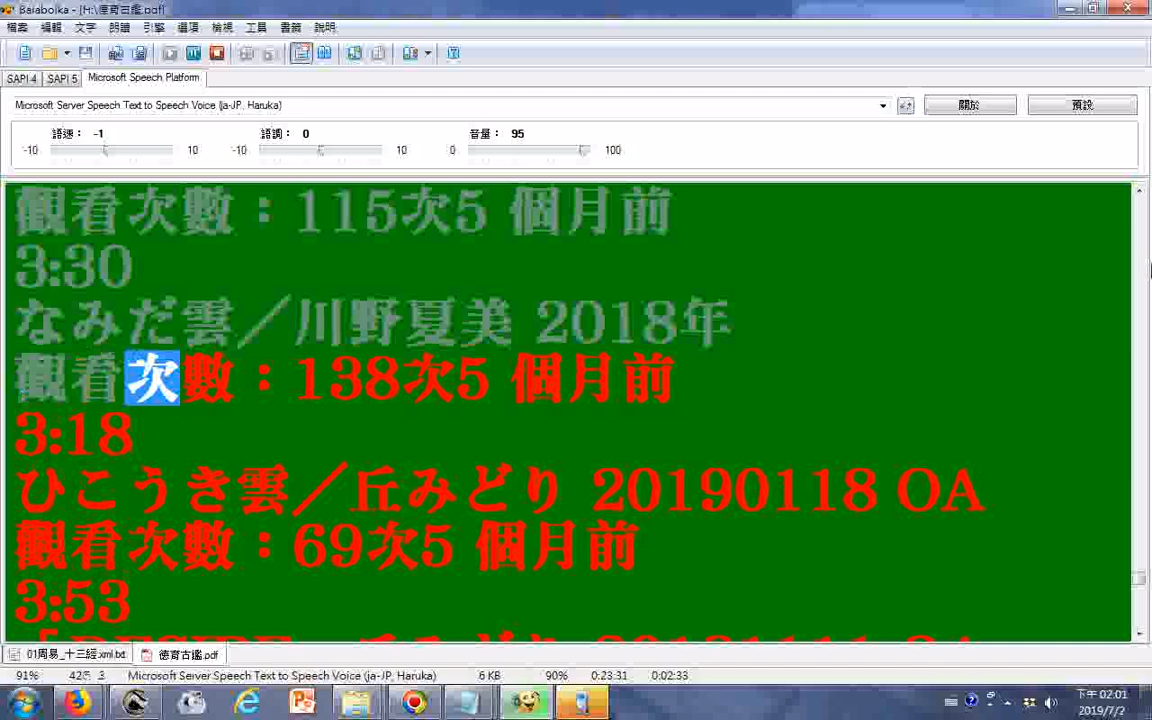 Balabolka - [H:\德育古鑑.pdf]
檔案 編輯 文字 朗讀 引擎 選項 檢視 工具 書籤 說明
SAPI 4 SAPI 5 Microsoft Speech Platform
Microsoft Server Speech Text to Speech Voice (ja-JP, Haruka) 關於 預設
語速： -1 語調： 0 音量： 95
-10 10 -10 10 0 100
觀看次數：115次5 個月前
3:30
なみだ雲／川野夏美 2018年
觀看次數：138次5 個月前
3:18
ひこうき雲／丘みどり 20190118 OA
觀看次數：69次5 個月前
3:53
01周易_十三經.xml.txt 德育古鑑.pdf
91% Microsoft Server Speech Text to Speech Voice (ja-JP, Haruka) 6 KB 90% 0:23:31 0:02:33
下午 02:01